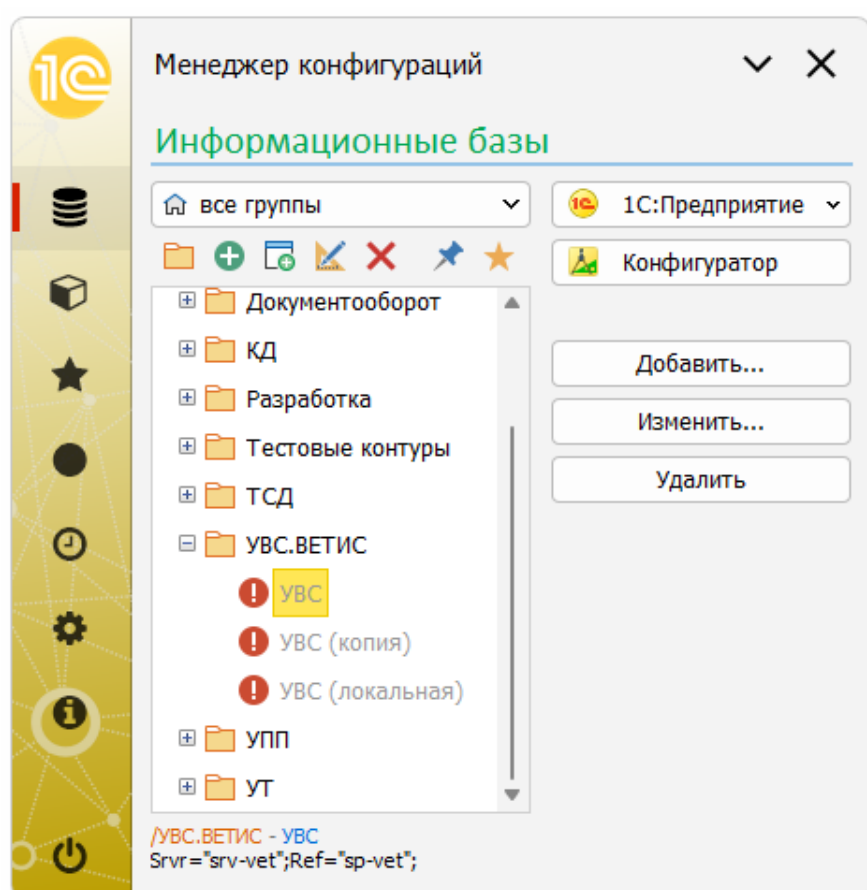 1С
Менеджер конфигураций
Информационные базы
все группы
1С:Предприятие
Конфигуратор
Документооборот
КД
Разработка
Тестовые контуры
ТСД
УВС.ВЕТИС
УВС
УВС (копия)
УВС (локальная)
УПП
УТ
Добавить...
Изменить...
Удалить
/УВС.ВЕТИС - УВС
Srvr="srv-vet";Ref="sp-vet";